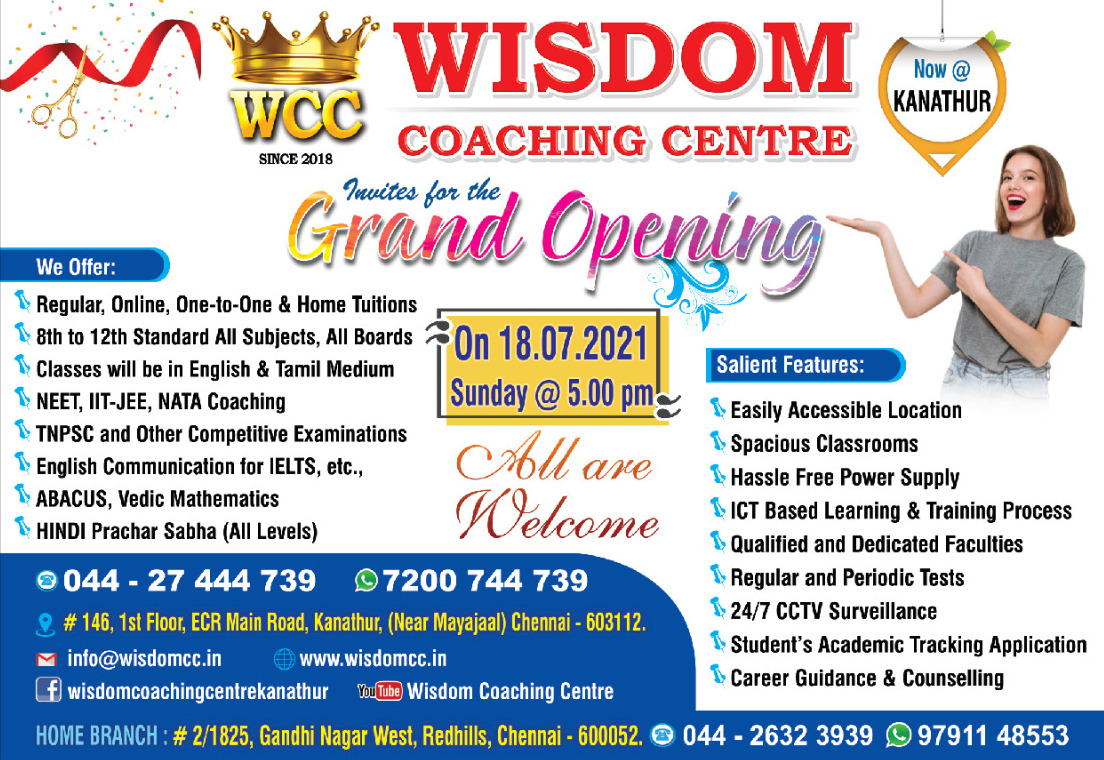 WCC
SINCE 2018
WISDOM
COACHING CENTRE
Now @
KANATHUR
Invites for the
Grand Opening
We Offer:
Regular, Online, One-to-One & Home Tuitions
8th to 12th Standard All Subjects, All Boards
Classes will be in English & Tamil Medium
NEET, IIT-JEE, NATA Coaching
TNPSC and Other Competitive Examinations
English Communication for IELTS, etc.,
ABACUS, Vedic Mathematics
HINDI Prachar Sabha (All Levels)
On 18.07.2021
Sunday @ 5.00 pm
All are
Welcome
Salient Features:
Easily Accessible Location
Spacious Classrooms
Hassle Free Power Supply
ICT Based Learning & Training Process
Qualified and Dedicated Faculties
Regular and Periodic Tests
24/7 CCTV Surveillance
Student's Academic Tracking Application
Career Guidance & Counselling
044 - 27 444 739 7200 744 739
# 146, 1st Floor, ECR Main Road, Kanathur, (Near Mayajaal) Chennai - 603112.
info@wisdomcc.in www.wisdomcc.in
f wisdomcoachingcentrekanathur YouTube Wisdom Coaching Centre
HOME BRANCH : # 2/1825, Gandhi Nagar West, Redhills, Chennai - 600052. 044 - 2632 3939 97911 48553